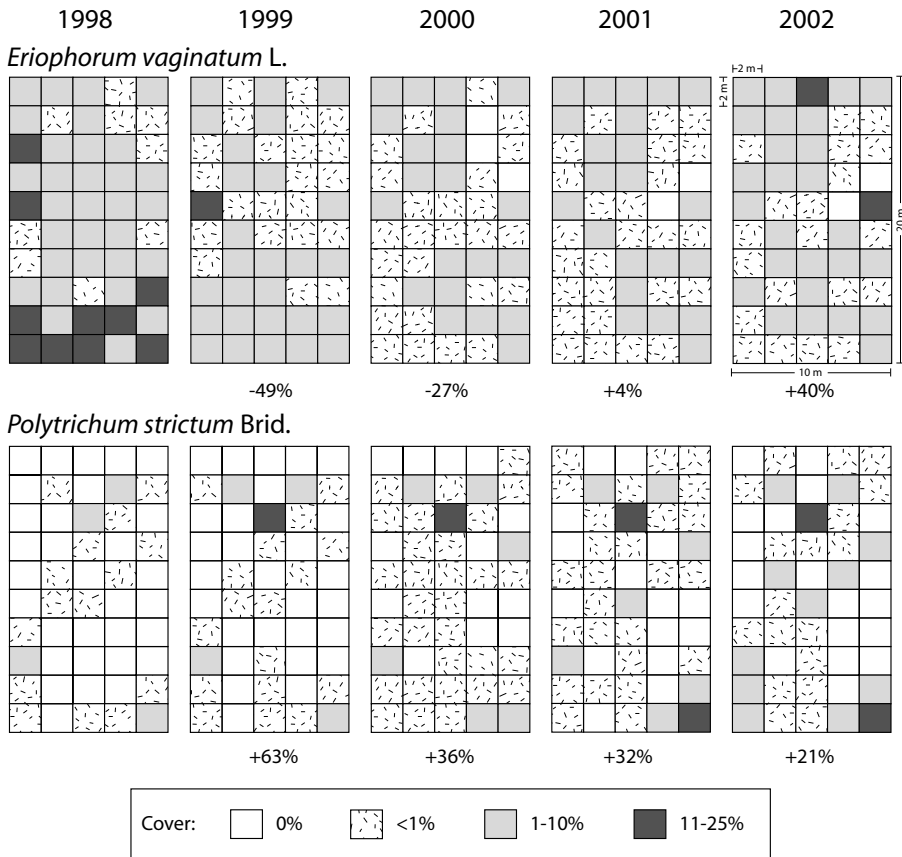 1998 1999 2000 2001 2002
Eriophorum vaginatum L.
2 m
2 m
2 m
20 m
10 m
-49% -27% +4% +40%
Polytrichum strictum Brid.
+63% +36% +32% +21%
Cover: 0% <1% 1-10% 11-25%